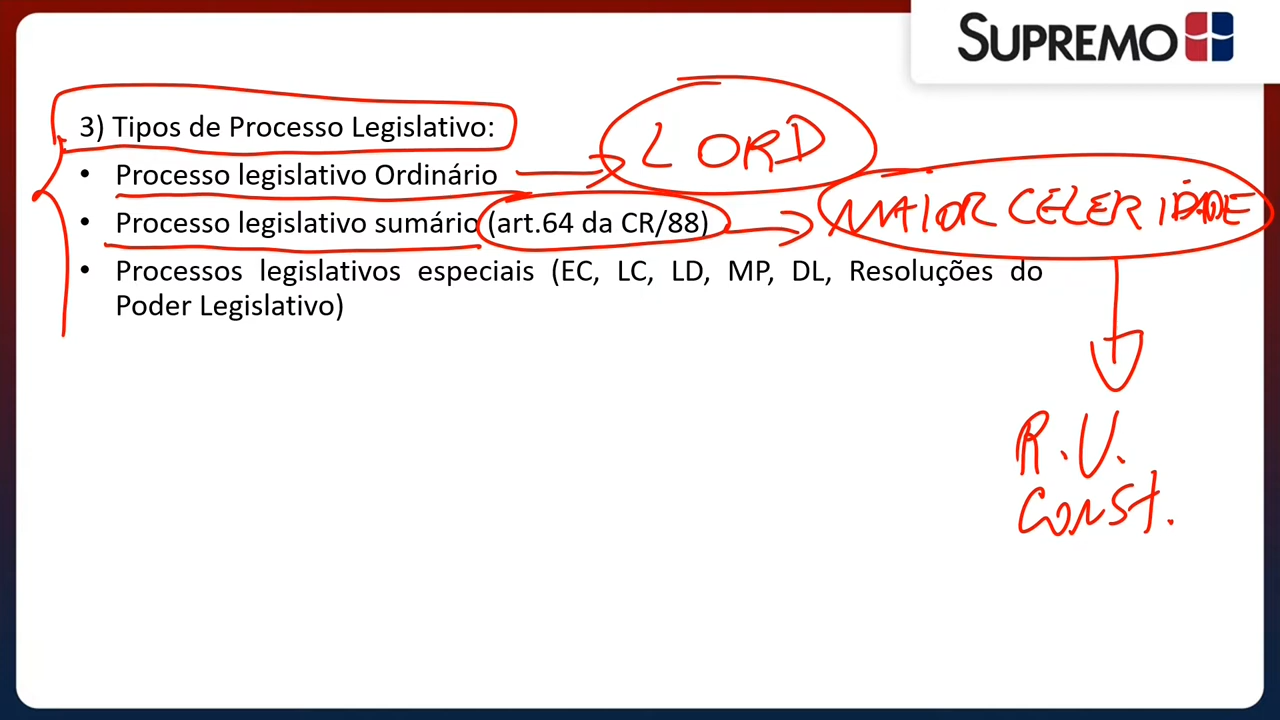 SUPREMO
3) Tipos de Processo Legislativo:
• Processo legislativo Ordinário
L ORD
• Processo legislativo sumário (art.64 da CR/88)
MAIOR CELERIDADE
• Processos legislativos especiais (EC, LC, LD, MP, DL, Resoluções do
Poder Legislativo)
R.U.
CONST.